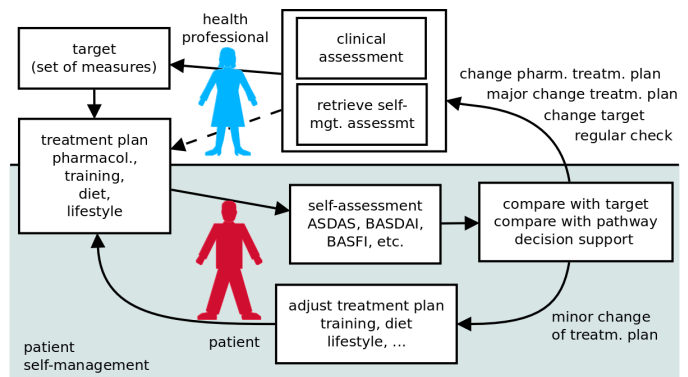 health
professional
target
(set of measures)
clinical
assessment
retrieve self-
mgt. assessmt
change pharm. treatm. plan
major change treatm. plan
change target
regular check
treatment plan
pharmacol.,
training,
diet,
lifestyle
self-assessment
ASDAS, BASDAI,
BASFI, etc.
compare with target
compare with pathway
decision support
adjust treatment plan
training, diet
lifestyle, ...
minor change
of treatm. plan
patient
patient
self-management